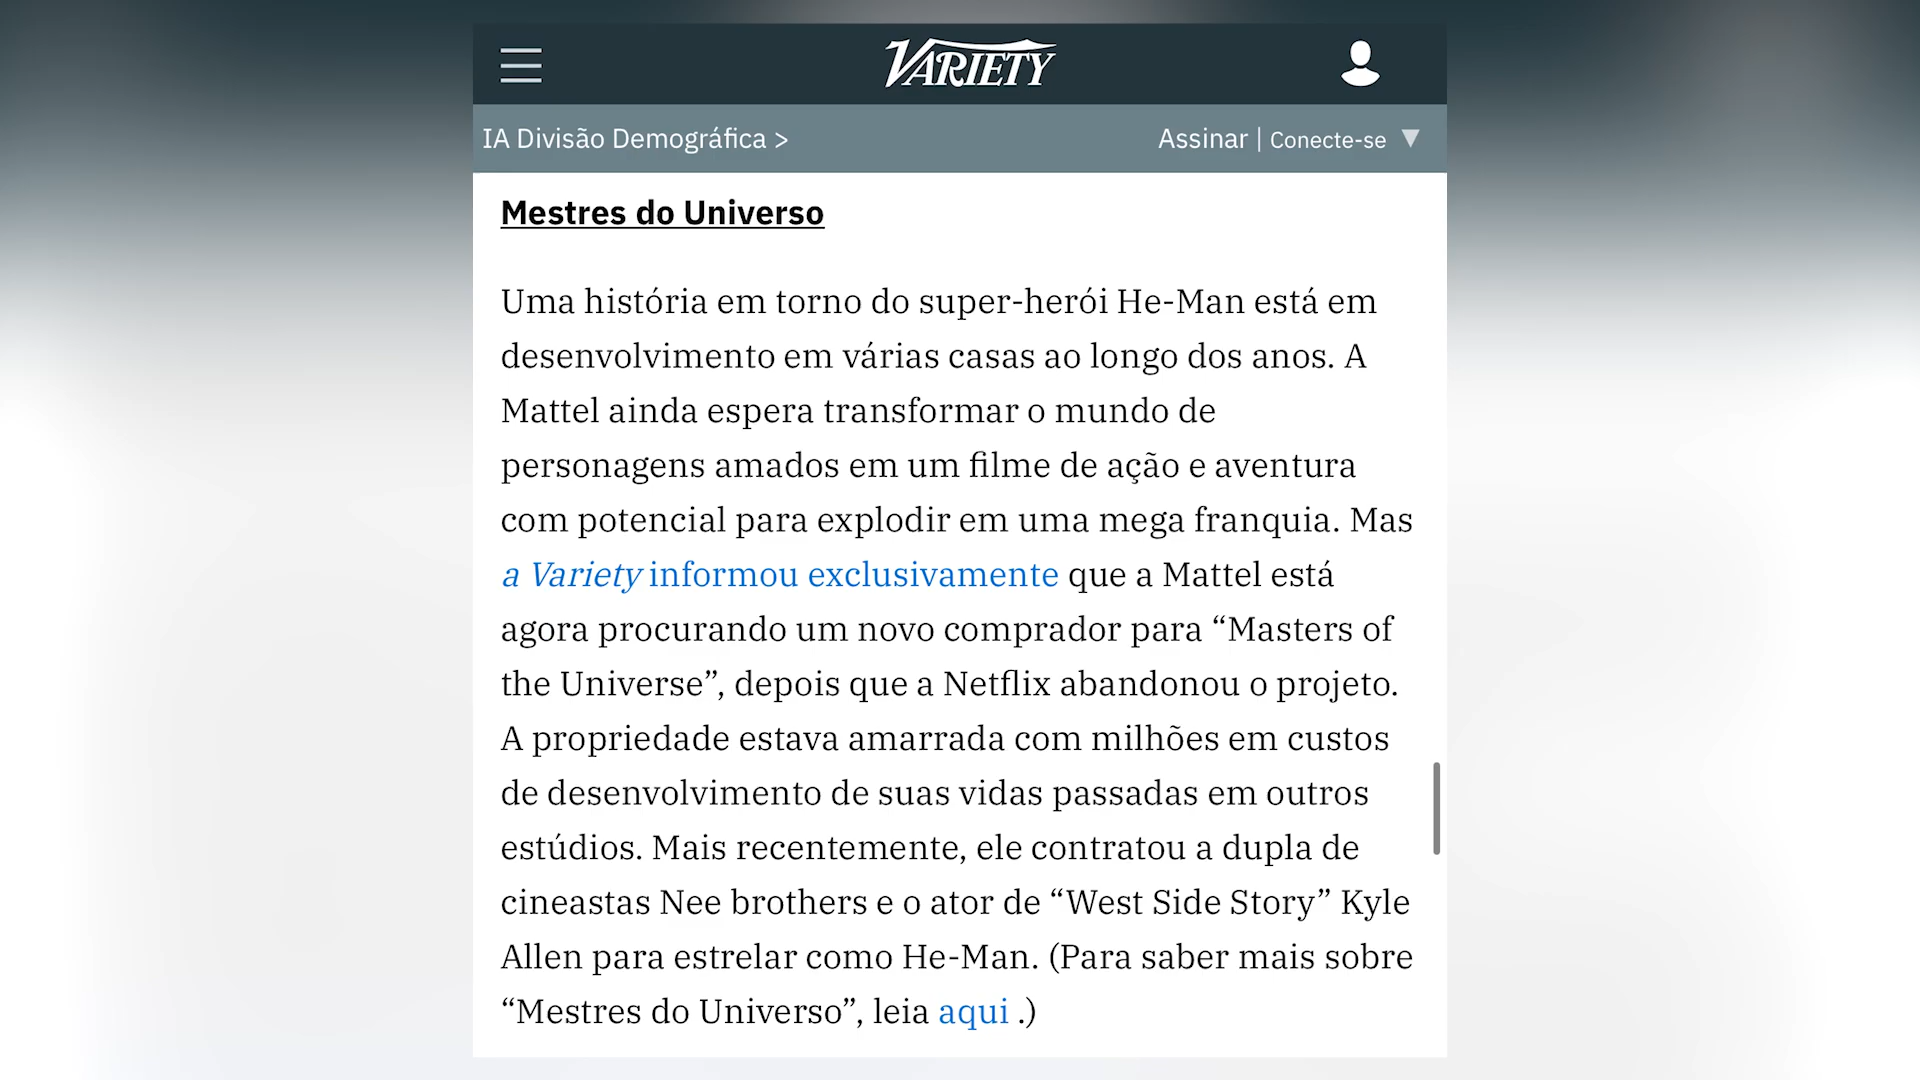 VARIETY
IA Divisão Demográfica >
Assinar | Conecte-se ▼
Mestres do Universo
Uma história em torno do super-herói He-Man está em
desenvolvimento em várias casas ao longo dos anos. A
Mattel ainda espera transformar o mundo de
personagens amados em um filme de ação e aventura
com potencial para explodir em uma mega franquia. Mas
a Variety informou exclusivamente que a Mattel está
agora procurando um novo comprador para “Masters of
the Universe”, depois que a Netflix abandonou o projeto.
A propriedade estava amarrada com milhões em custos
de desenvolvimento de suas vidas passadas em outros
estúdios. Mais recentemente, ele contratou a dupla de
cineastas Nee brothers e o ator de “West Side Story” Kyle
Allen para estrelar como He-Man. (Para saber mais sobre
“Mestres do Universo”, leia aqui .)